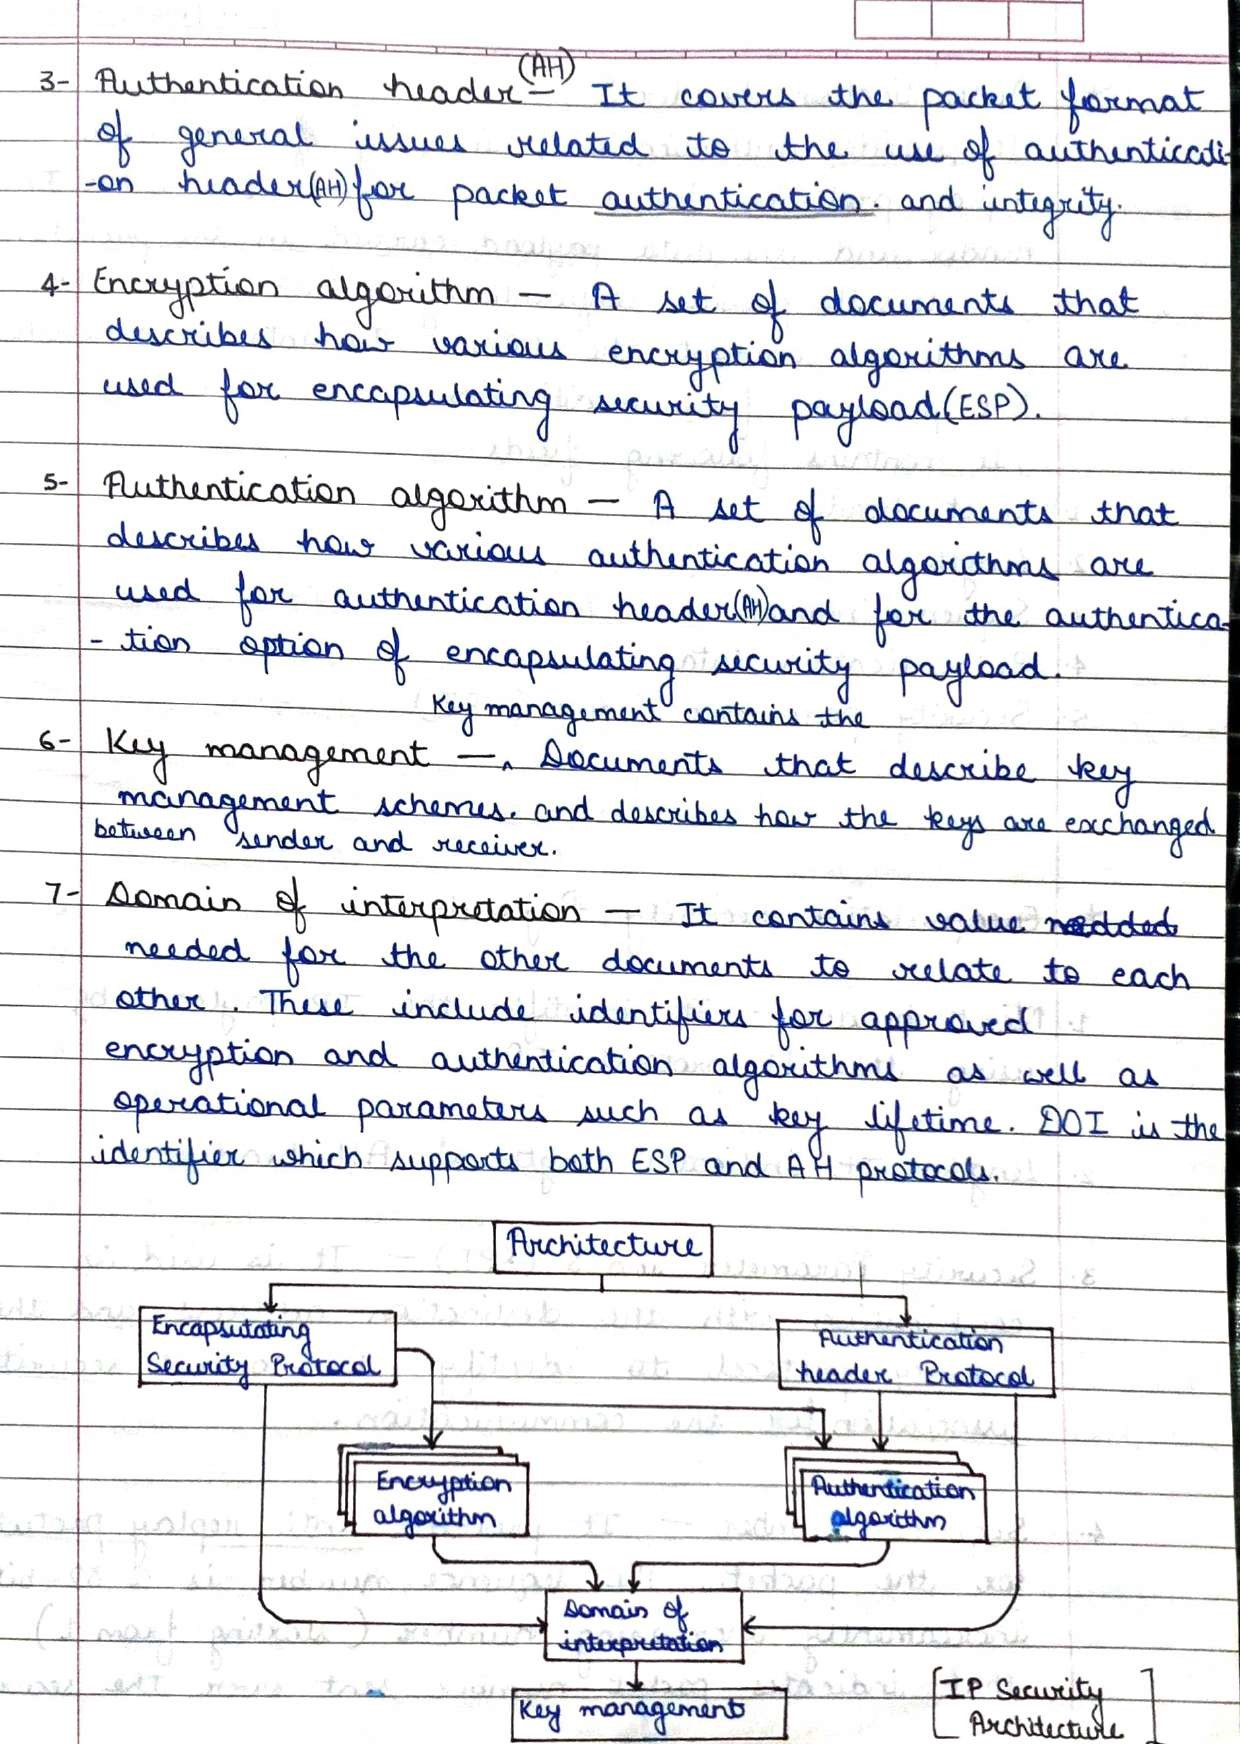 (AH)
3- Authentication header - It covers the packet format
of general issues related to the use of authenticati-
-on header(AH) for packet authentication. and integrity.
4- Encryption algorithm — A set of documents that
describes how various encryption algorithms are
used for encapsulating security payload(ESP).
5- Authentication algorithm — A set of documents that
describes how various authentication algorithms are
used for authentication header(AH) and for the authentica-
- tion option of encapsulating security payload.
Key management contains the
6- Key management —^ Documents that describe key
management schemes. and describes how the keys are exchanged
between sender and receiver.
7- Domain of interpretation — It contains value
needed for the other documents to relate to each
other. These include identifiers for approved
encryption and authentication algorithms as well as
operational parameters such as key lifetime. DOI is the
identifier which supports both ESP and AH protocols.
Architecture
Encapsutating
Security Protocol
Authentication
header Protocol
Encryption
algorithm
Authentication
algorithm
Domain of
interpretation
Key management
[IP Security
Architecture]